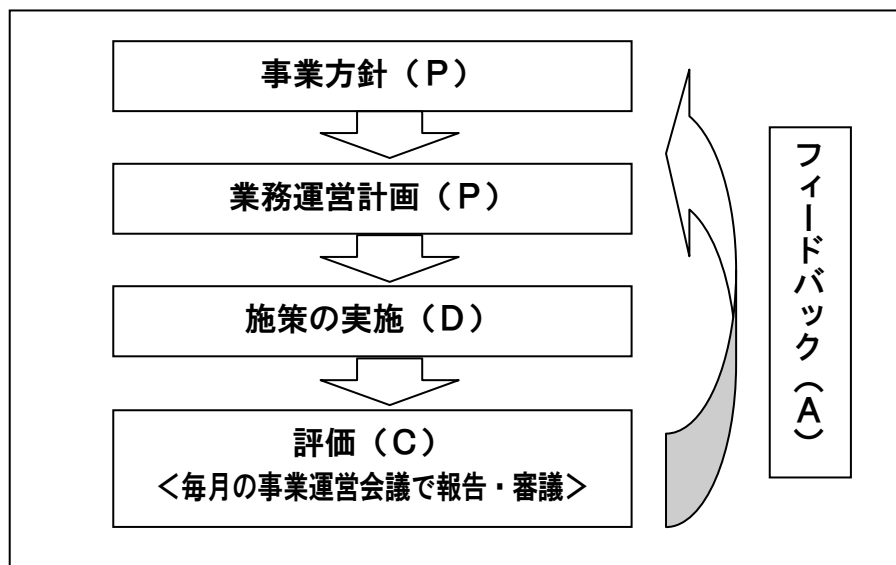 事業方針(P)
業務運営計画(P)
施策の実施(D)
評価(C)
<毎月の事業運営会議で報告・審議>
フィードバック(A)